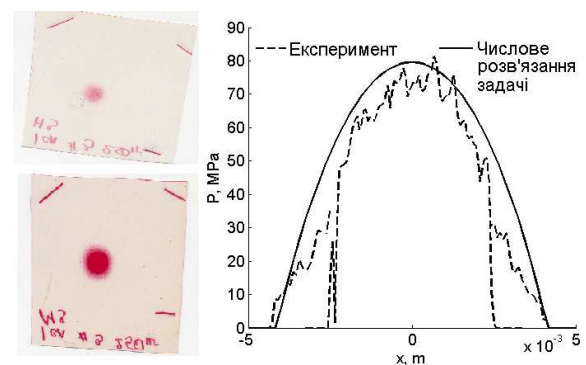 90
80
70
60
50
40
30
20
10
0
P, MPa
Експеримент
Числове
розв'язання
задачі
-5
0
5
x 10⁻³
x, m